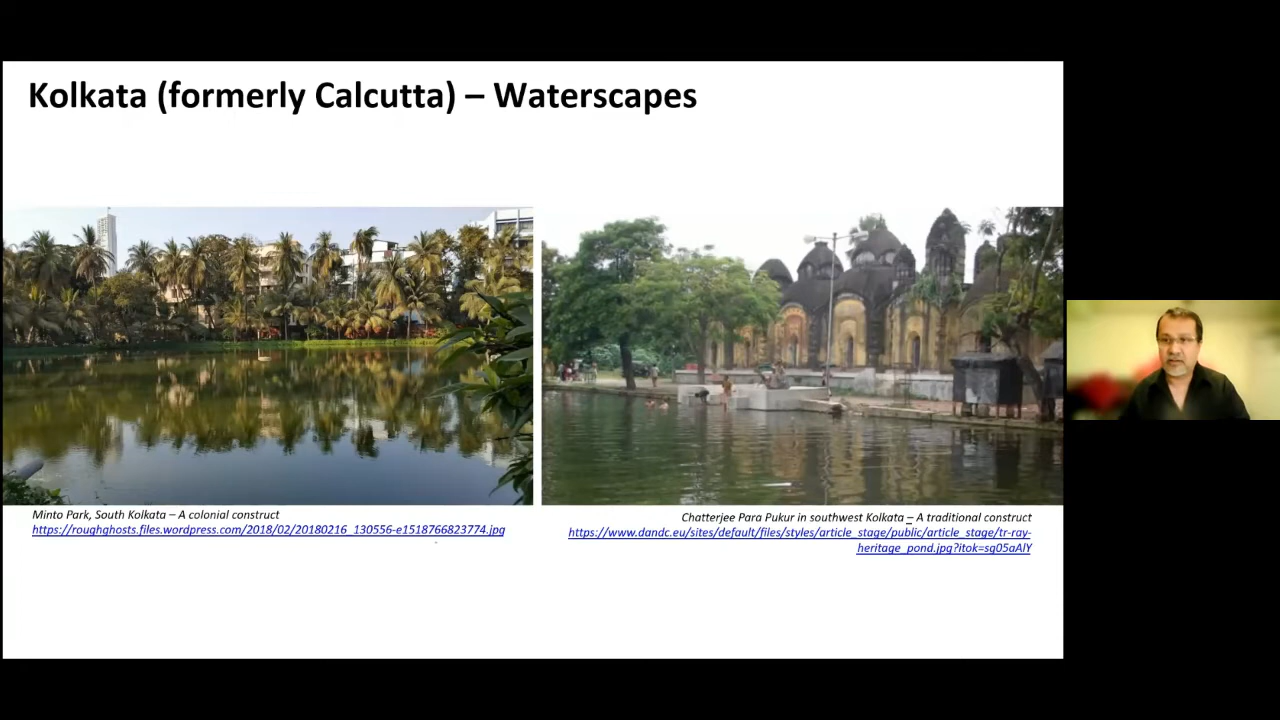 Kolkata (formerly Calcutta) – Waterscapes
Minto Park, South Kolkata – A colonial construct
https://roughghosts.files.wordpress.com/2018/02/20180216_130556-e1518766823774.jpg
Chatterjee Para Pukur in southwest Kolkata – A traditional construct
https://www.dandc.eu/sites/default/files/styles/article_stage/public/article_stage/tr-ray-
heritage_pond.jpg?itok=sg05aAlY